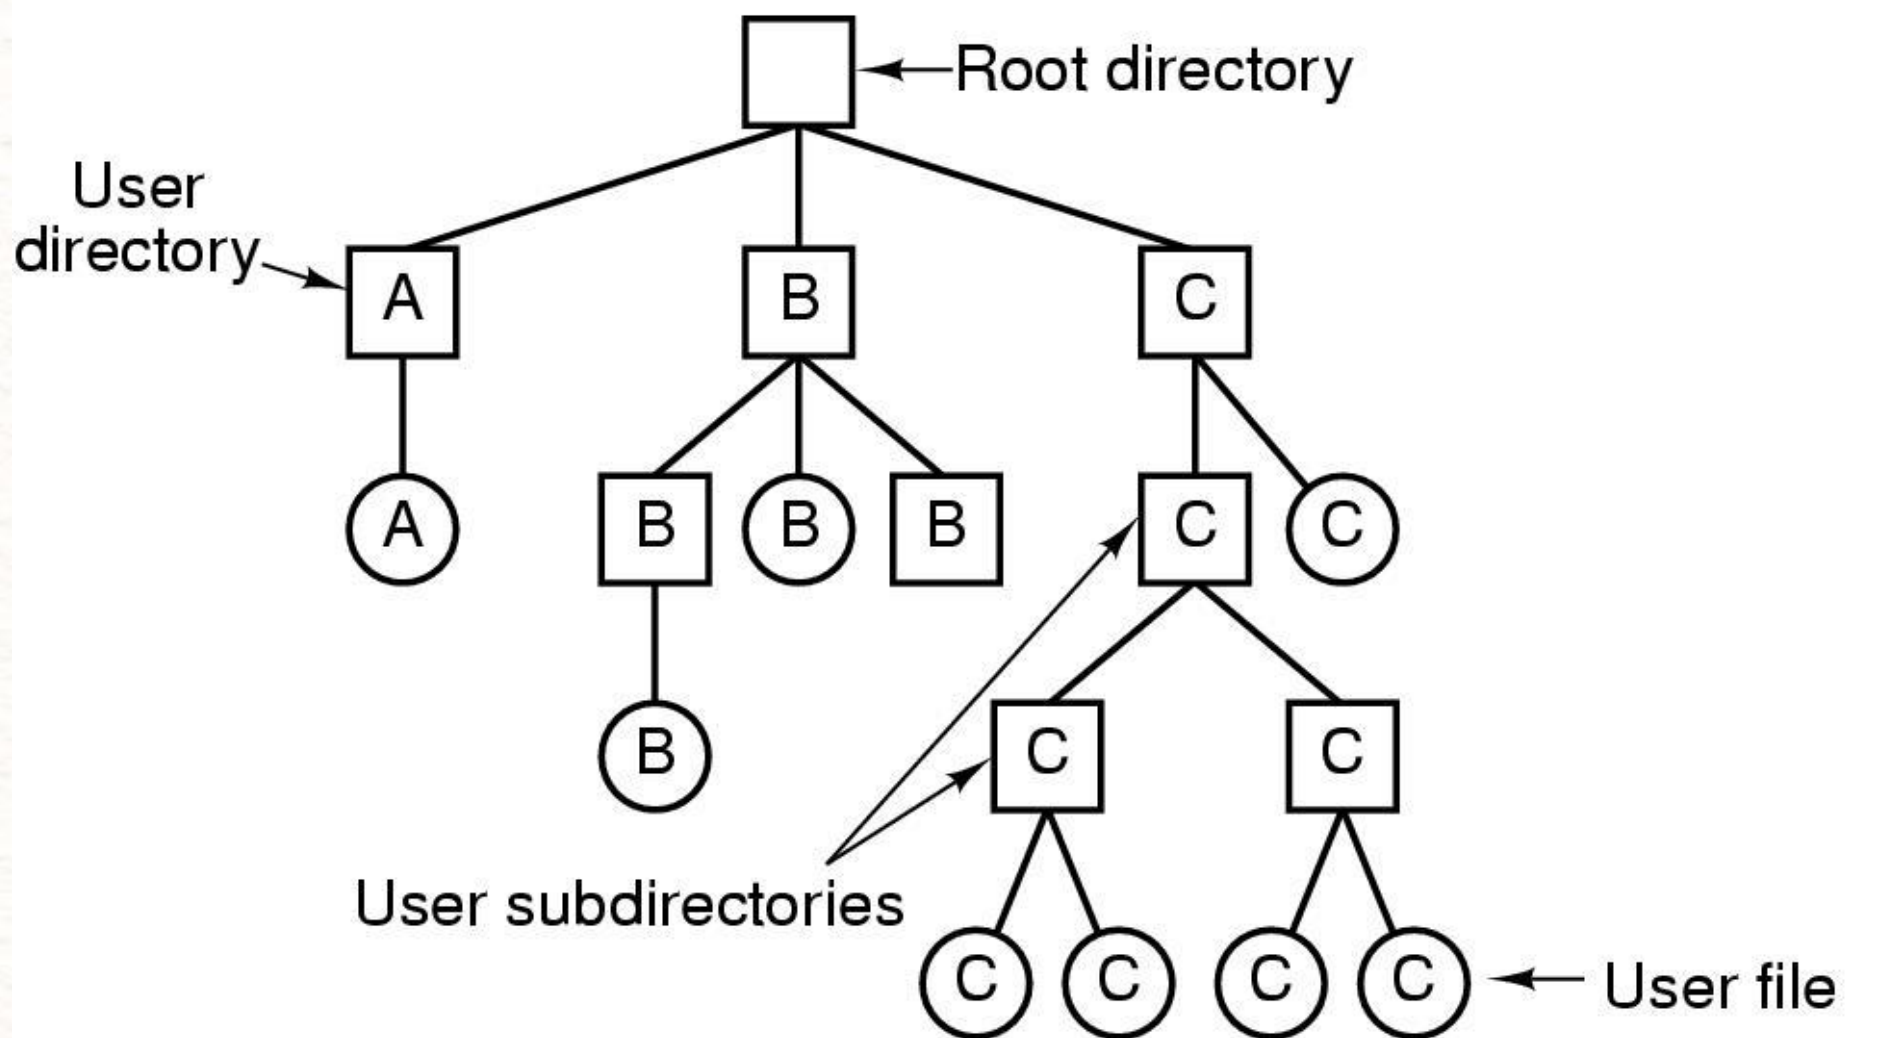 Root directory
User
directory
A
B
C
A
B
B
B
C
C
B
C
C
User subdirectories
C
C
C
C
User file